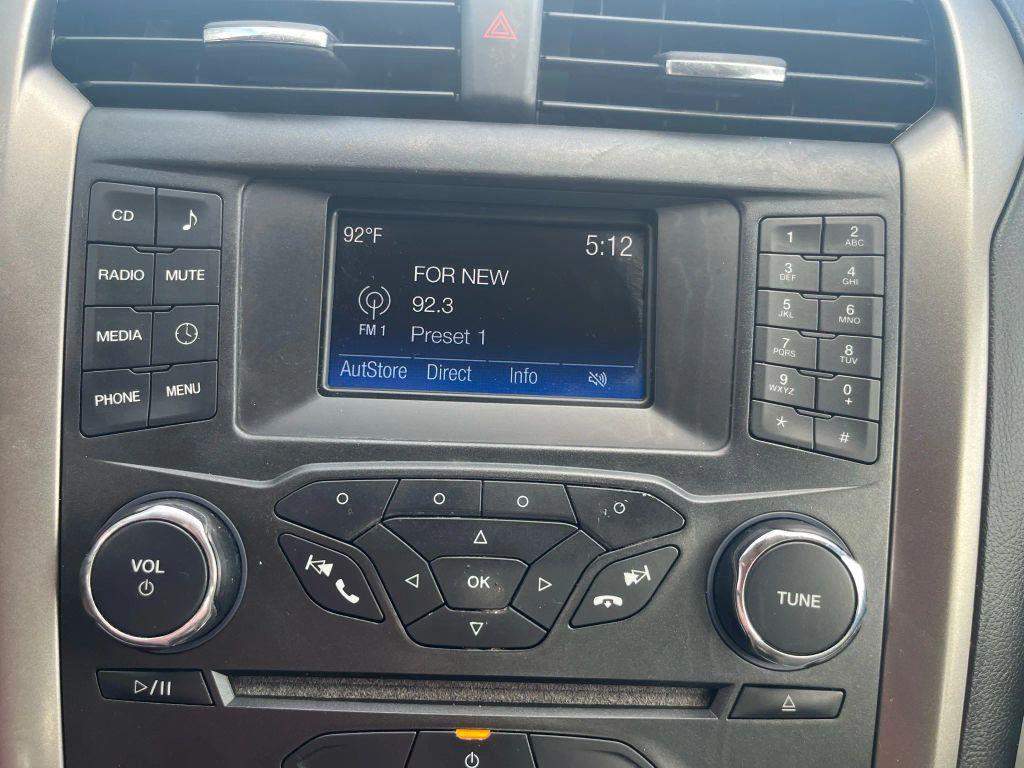 92°F
5:12
FOR NEW
92.3
FM 1
Preset 1
AutStore Direct Info
CD
RADIO MUTE
MEDIA
PHONE MENU
1 2 ABC
3 DEF 4 GHI
5 JKL 6 MNO
7 PQRS 8 TUV
9 WXYZ 0 +
* #
OK
VOL
TUNE